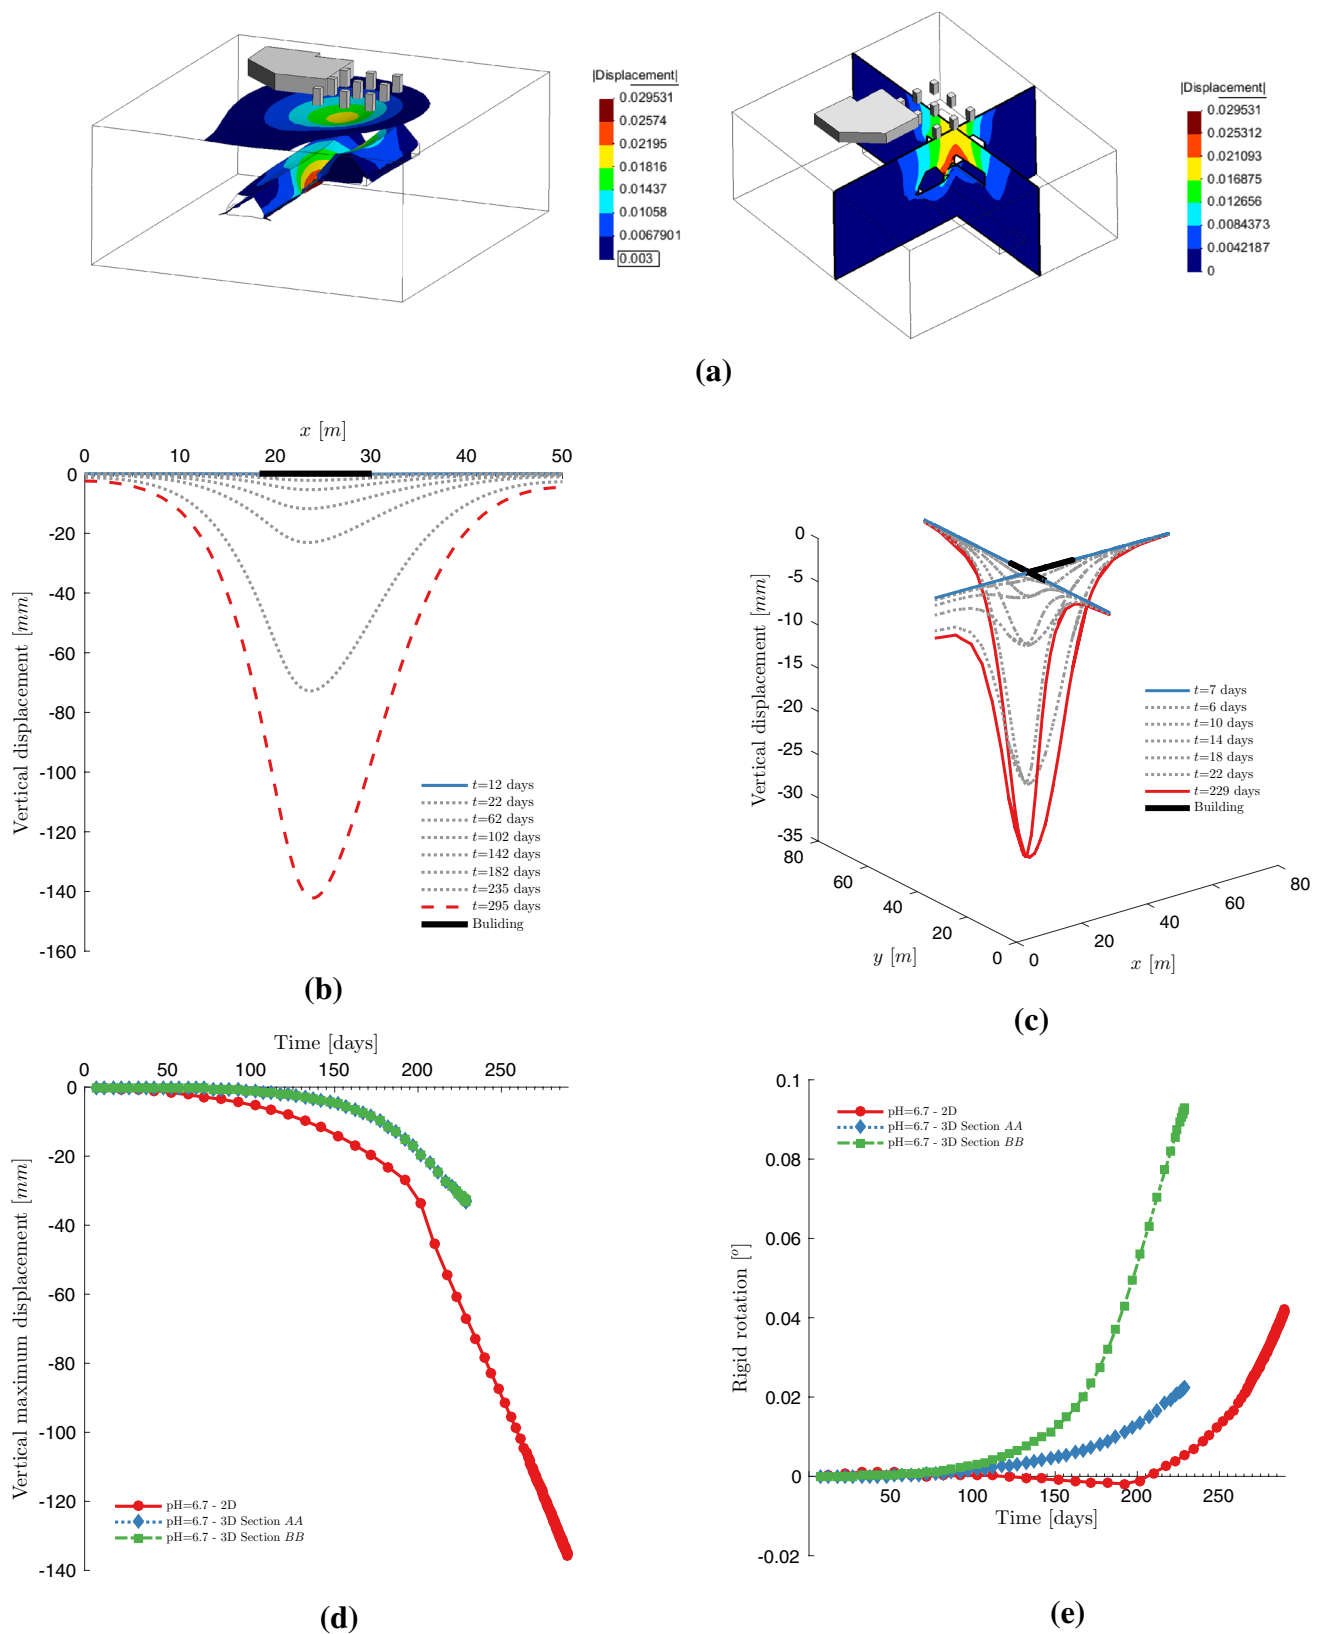 |Displacement|
0.029531
0.02574
0.02195
0.01816
0.01437
0.01058
0.0067901
0.003
|Displacement|
0.029531
0.025312
0.021093
0.016875
0.012656
0.0084373
0.0042187
0
(a)
x [m]
0 10 20 30 40 50
0
-20
-40
-60
-80
-100
-120
-140
-160
Vertical displacement [mm]
t=12 days
t=22 days
t=62 days
t=102 days
t=142 days
t=182 days
t=235 days
t=295 days
Buliding
(b)
0
-5
-10
-15
-20
-25
-30
-35
Vertical displacement [mm]
80
60
40
20
0
y [m]
0
20
40
60
80
x [m]
t=7 days
t=6 days
t=10 days
t=14 days
t=18 days
t=22 days
t=229 days
Building
(c)
Time [days]
0 50 100 150 200 250
0
-20
-40
-60
-80
-100
-120
-140
Vertical maximum displacement [mm]
pH=6.7 - 2D
pH=6.7 - 3D Section AA
pH=6.7 - 3D Section BB
(d)
0.1
0.08
0.06
0.04
0.02
0
-0.02
Rigid rotation [o]
pH=6.7 - 2D
pH=6.7 - 3D Section AA
pH=6.7 - 3D Section BB
50 100 150 200 250
Time [days]
(e)